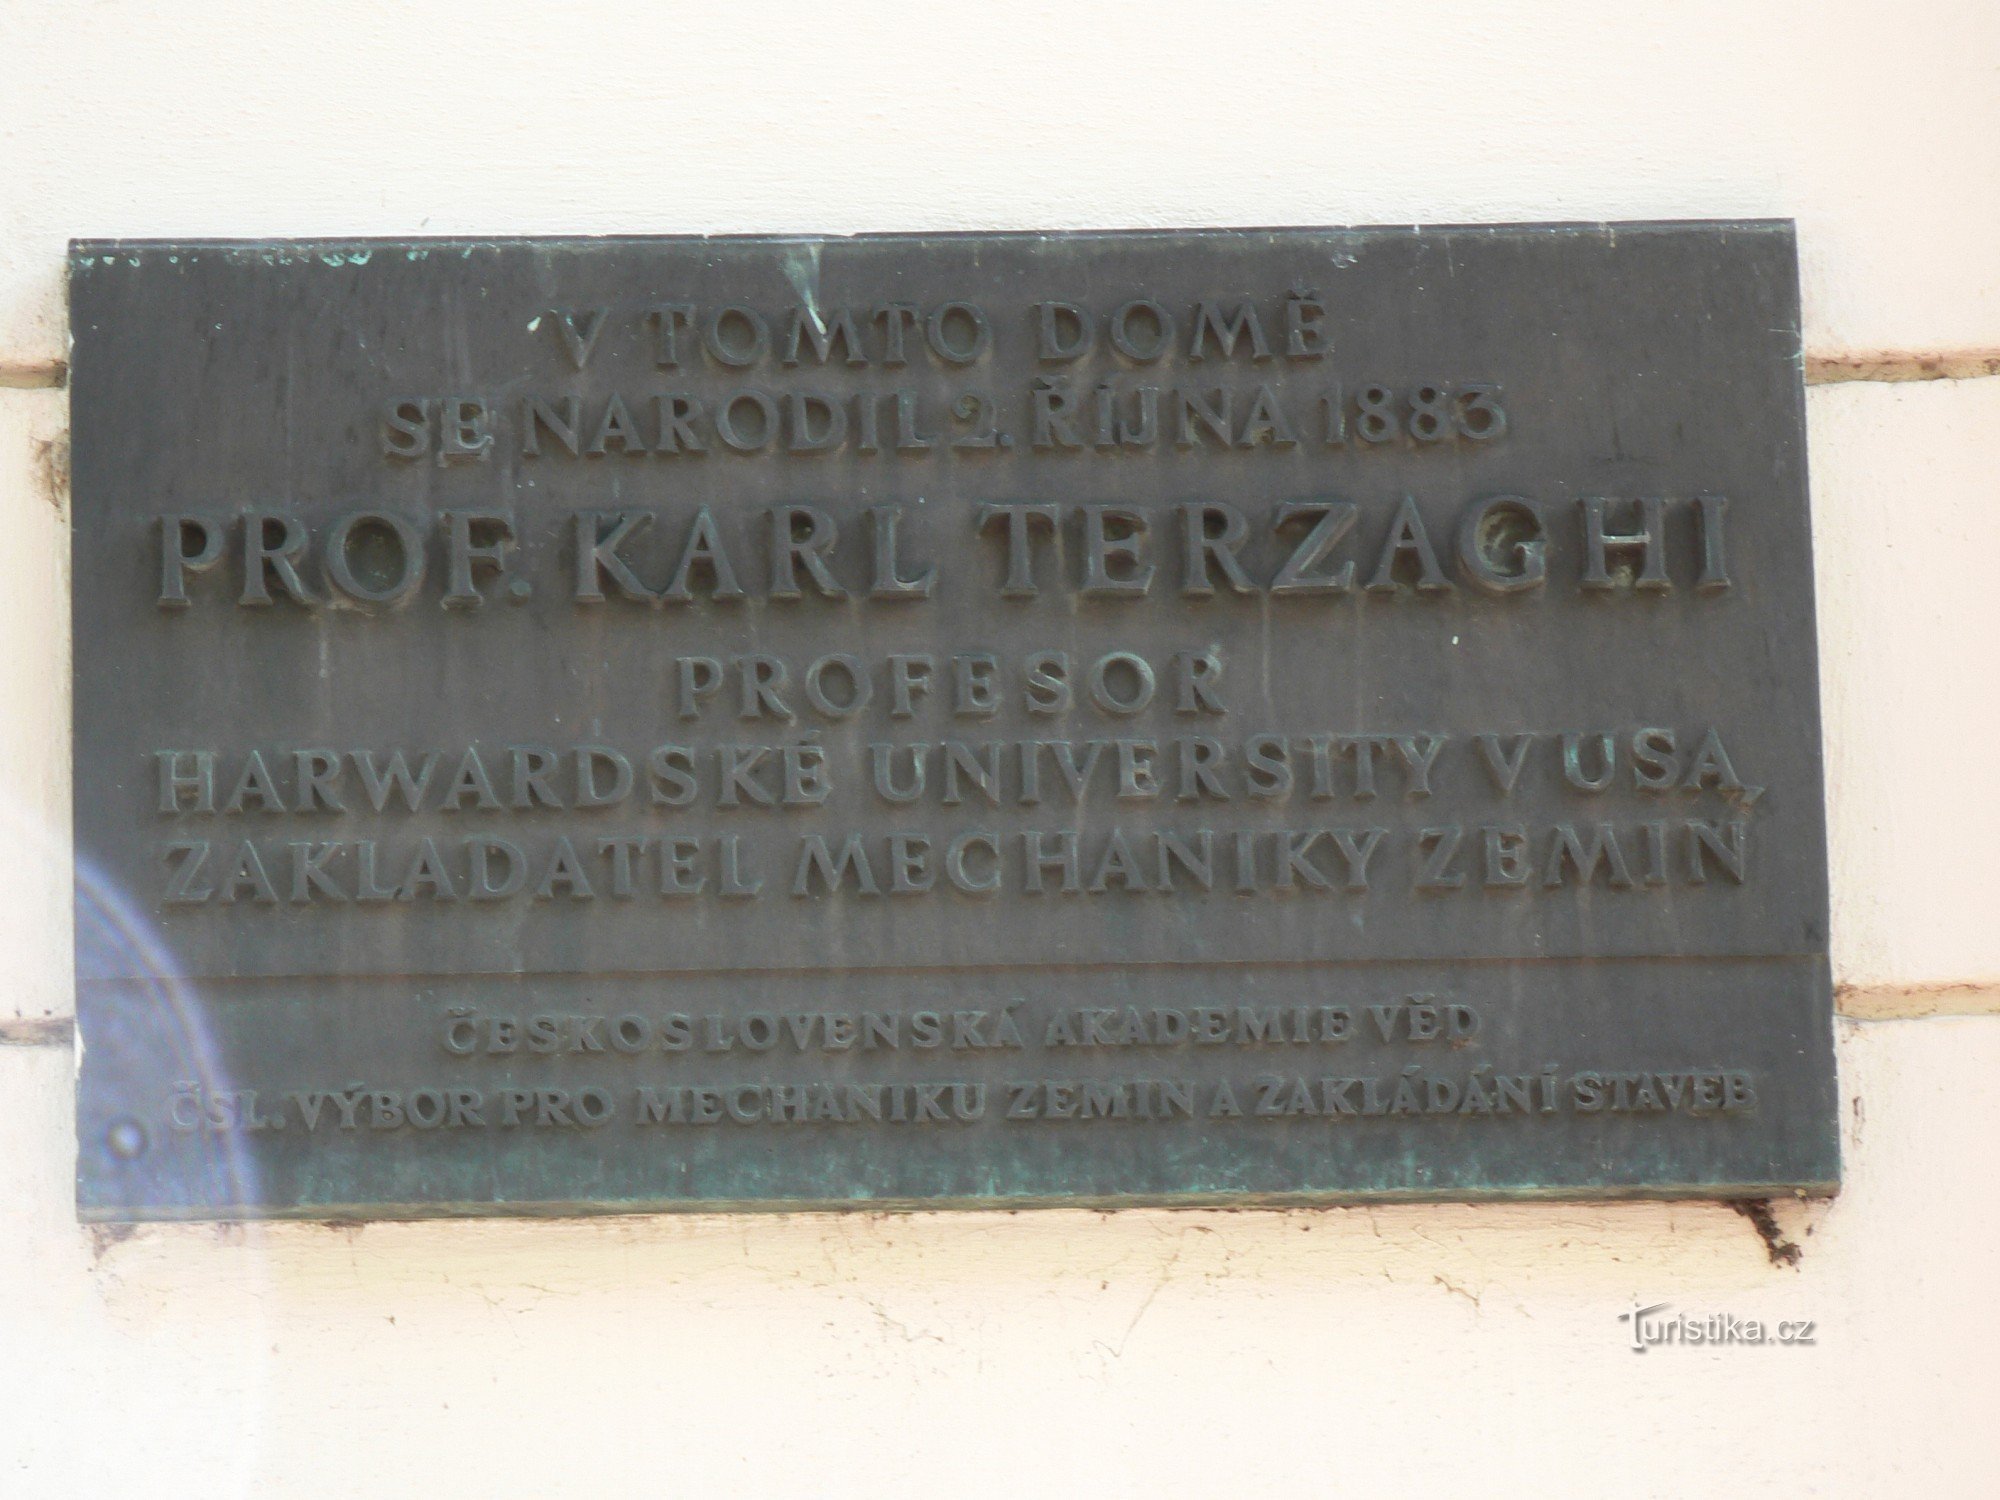 V TOMTO DOMĚ
SE NARODIL 2. ŘÍJNA 1883
PROF. KARL TERZAGHI
PROFESOR
HARWARDSKÉ UNIVERSITY V USA,
ZAKLADATEL MECHANIKY ZEMIN
ČESKOSLOVENSKÁ AKADEMIE VĚD
ČSL. VÝBOR PRO MECHANIKU ZEMIN A ZAKLÁDÁNÍ STAVEB
Turistika.cz